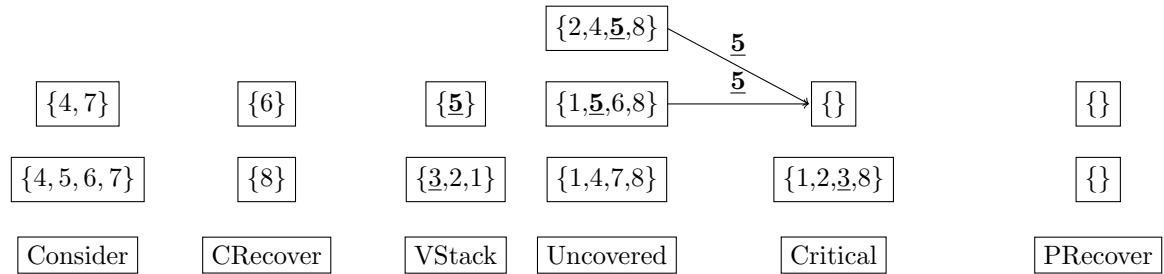 {2,4,5,8}
5
{4, 7} {6} {5} {1,5,6,8} 5 {} {}
{4, 5, 6, 7} {8} {3,2,1} {1,4,7,8} {1,2,3,8} {}
Consider CRecover VStack Uncovered Critical PRecover